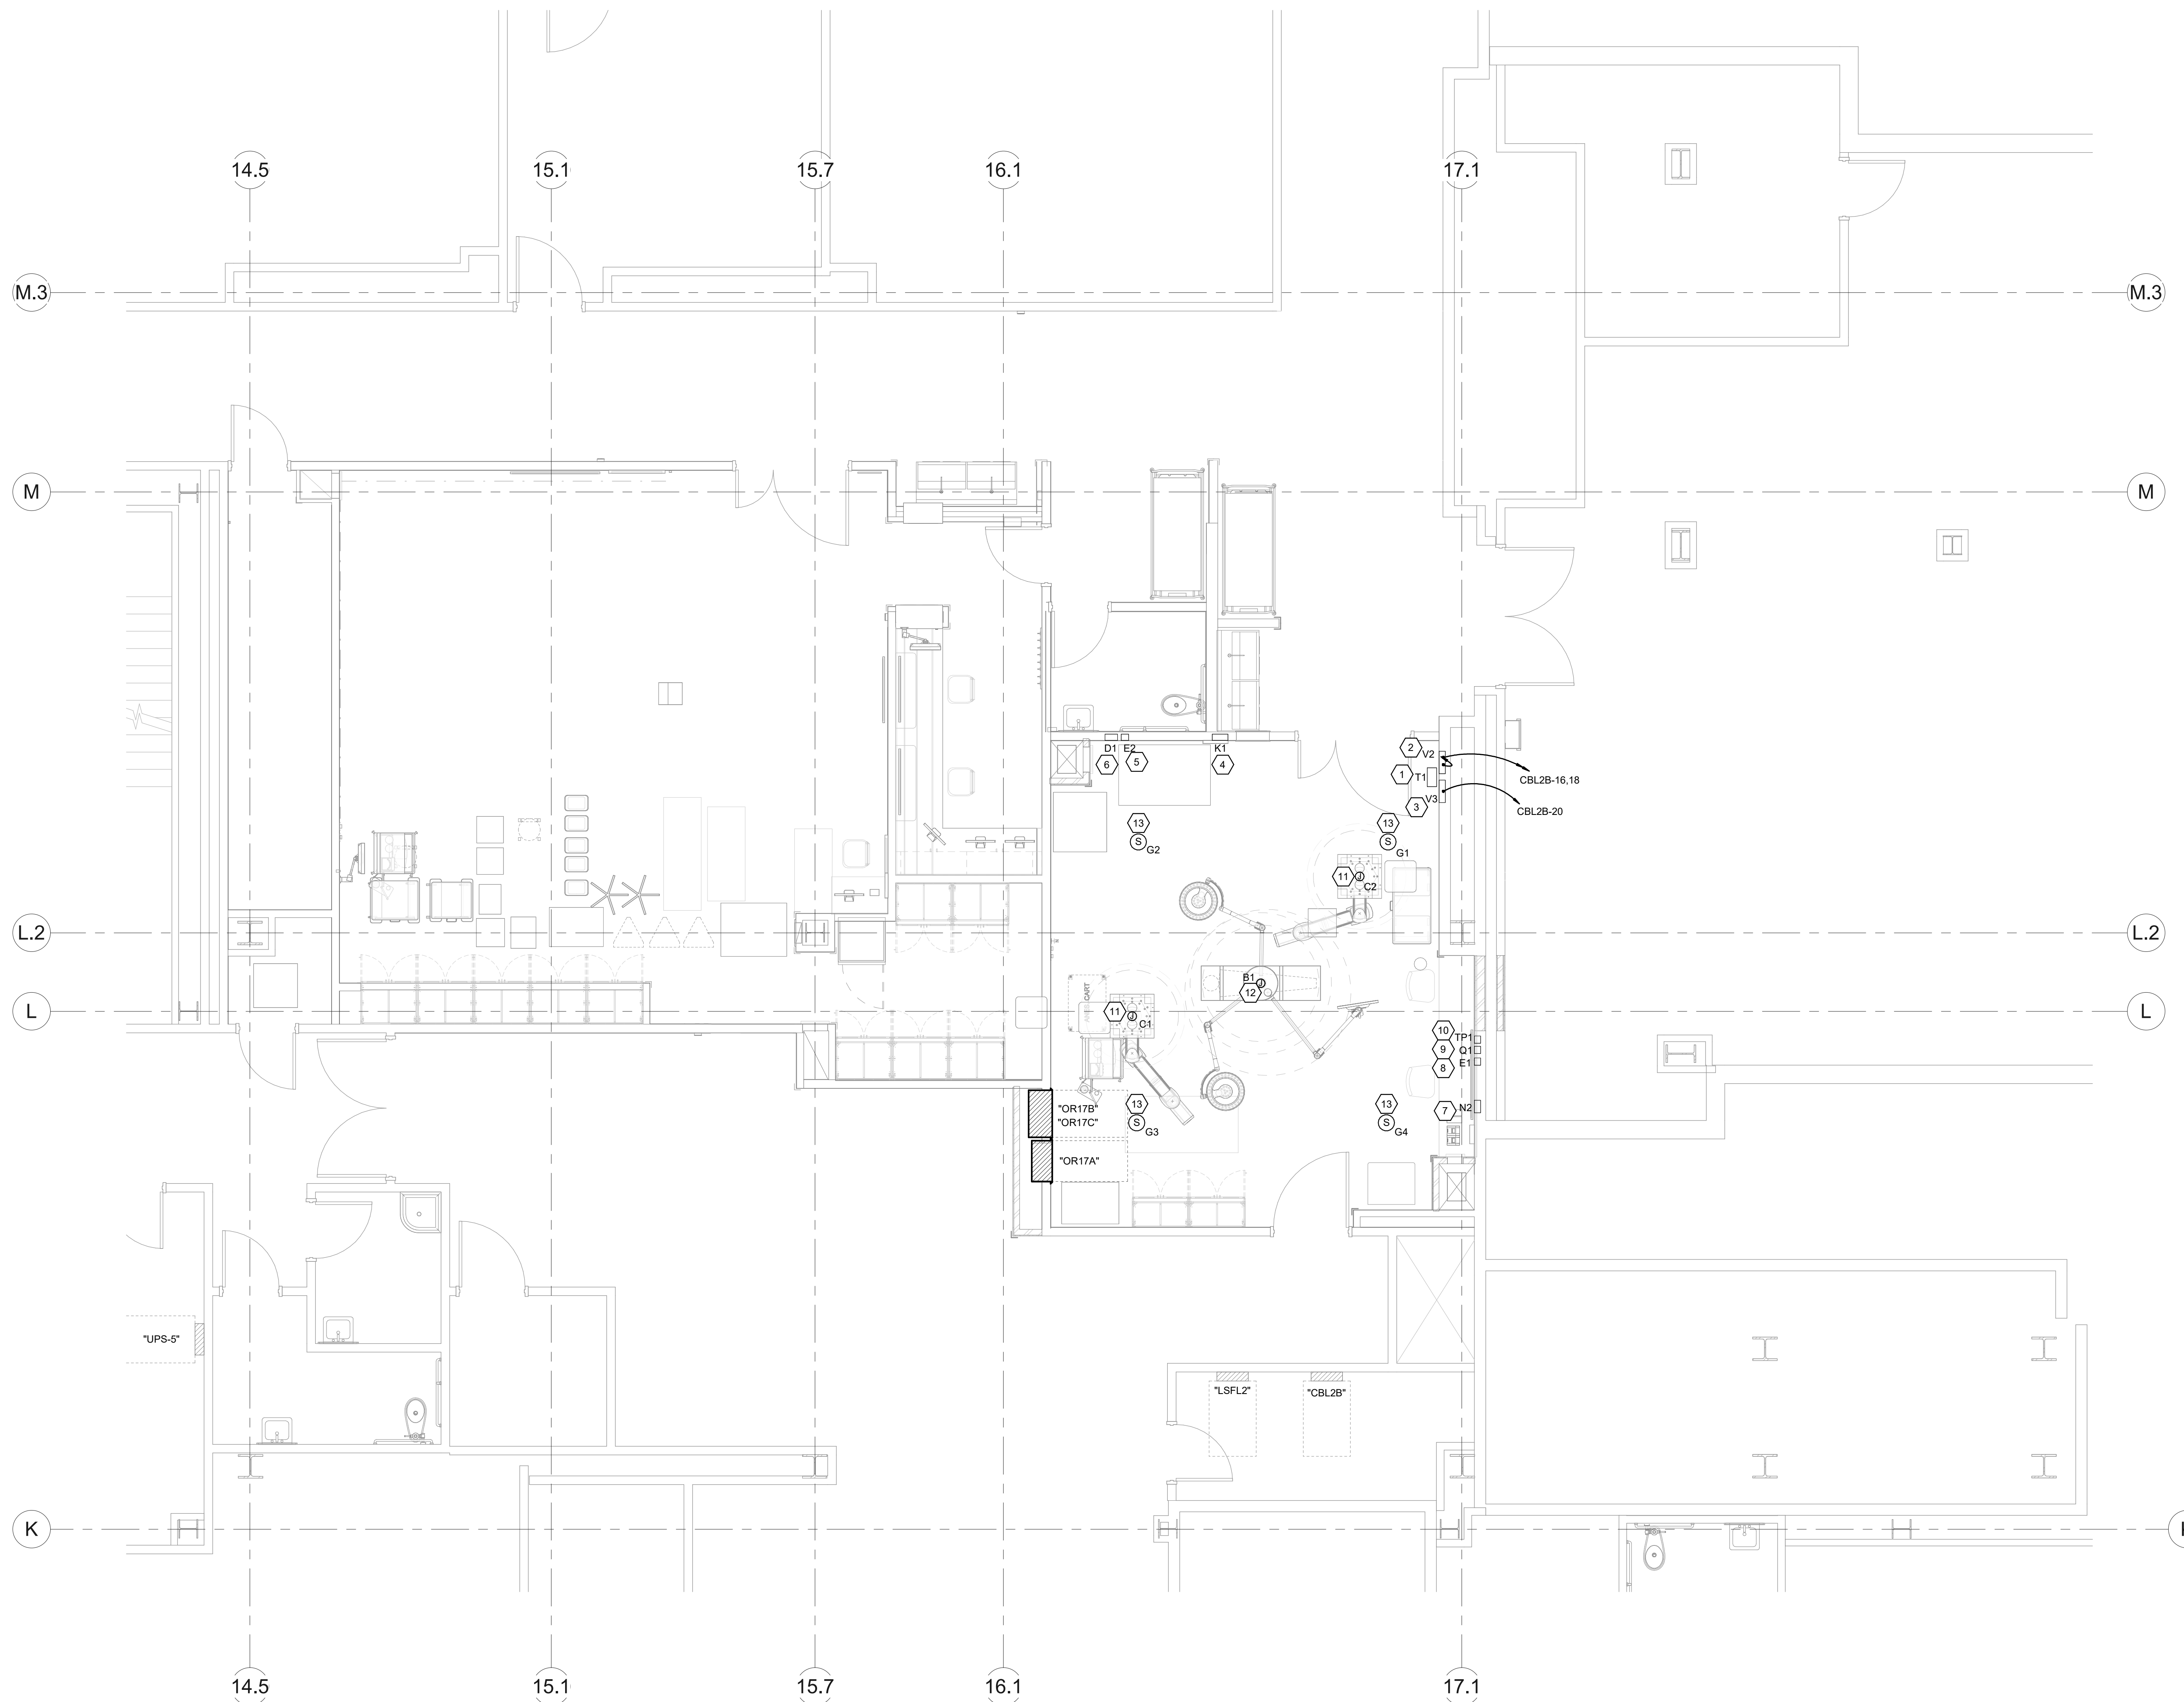 14.5
15.1
15.7
16.1
17.1
M.3
M.3
M
M
2
V2
D1
E2
K1
6
5
4
1
T1
CBL2B-16,18
3
V3
CBL2B-20
13
S
G2
13
S
G1
11
J
C2
L.2
L.2
B1
J
12
CART
11
J
C1
L
L
10
TP1
9
Q1
E1
8
"OR17B"
"OR17C"
13
S
G3
13
S
G4
7
N2
"OR17A"
"UPS-5"
"LSFL2"
"CBL2B"
K
14.5
15.1
15.7
16.1
17.1